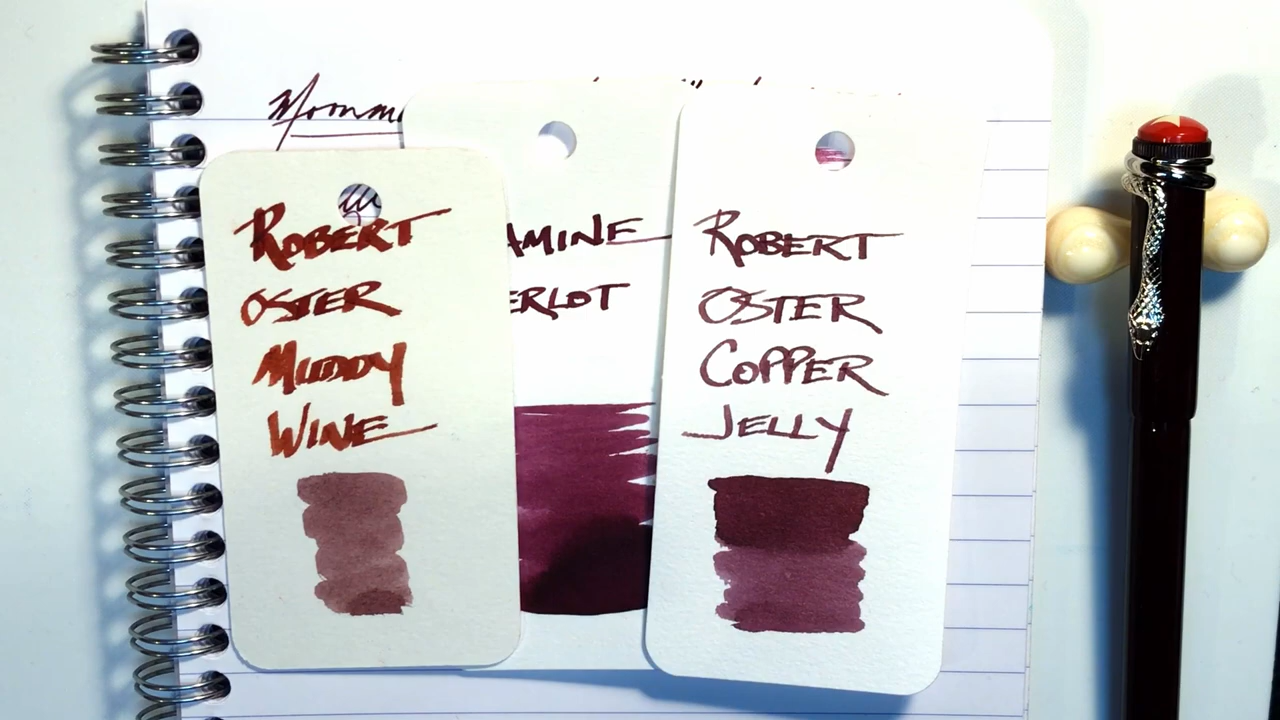 ROBERT
OSTER
MUDDY
WINE
AMINE
ERLOT
ROBERT
OSTER
COPPER
JELLY